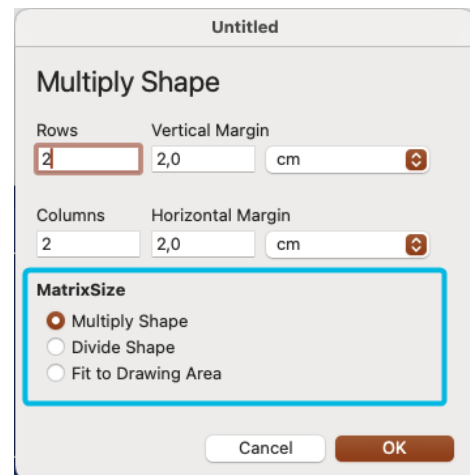 Untitled
Multiply Shape
Rows Vertical Margin
2 2,0 cm
Columns Horizontal Margin
2 2,0 cm
MatrixSize
Multiply Shape
Divide Shape
Fit to Drawing Area
Cancel OK